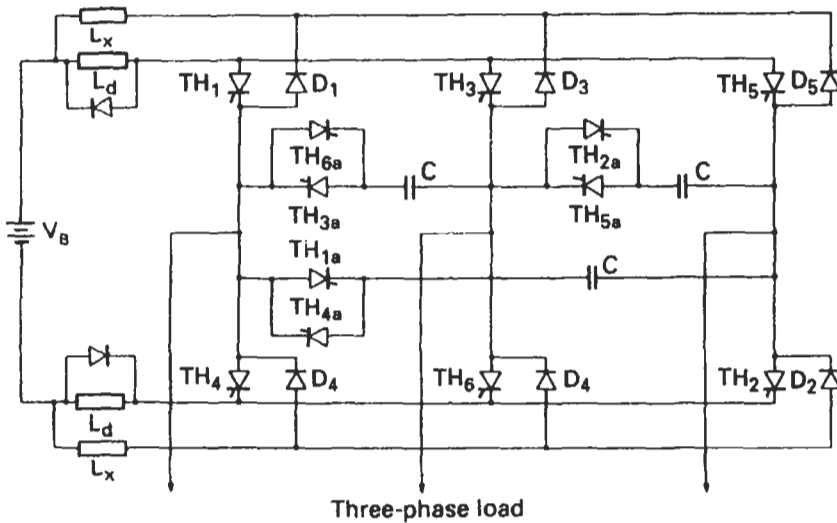 Lx
Ld
TH1 D1 TH3 D3 TH5 D5
TH6a TH2a
C C
TH3a TH5a
VB
TH1a
C
TH4a
TH4 D4 TH6 D4 TH2 D2
Ld
Lx
Three-phase load